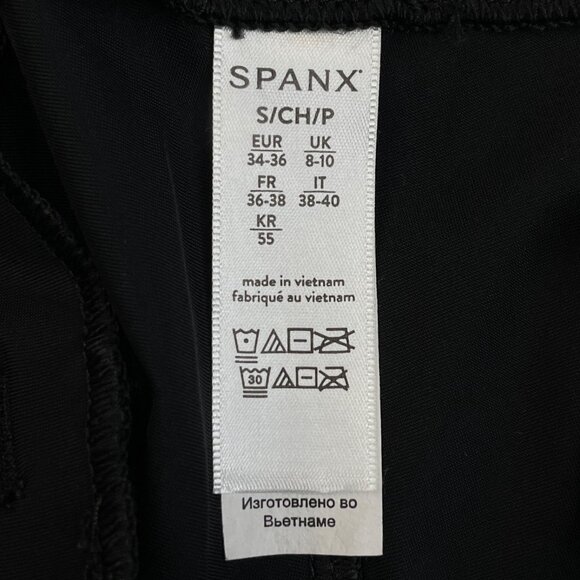 SPANX
S/CH/P
EUR UK
34-36 8-10
FR IT
36-38 38-40
KR
55
made in vietnam
fabriqué au vietnam
30
Изготовлено во
Вьетнаме